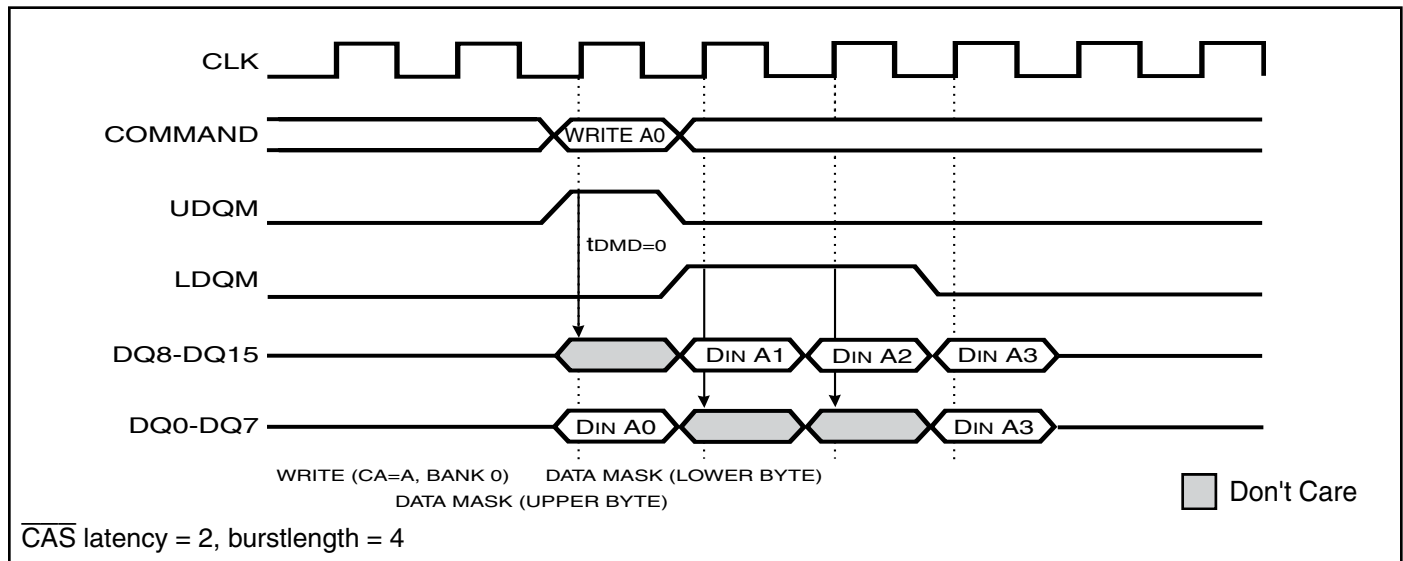 CLK
COMMAND WRITE A0
UDQM
tDMD=0
LDQM
DQ8-DQ15 DIN A1 DIN A2 DIN A3
DQ0-DQ7 DIN A0 DIN A3
WRITE (CA=A, BANK 0) DATA MASK (LOWER BYTE)
DATA MASK (UPPER BYTE)
Don't Care
CAS latency = 2, burstlength = 4